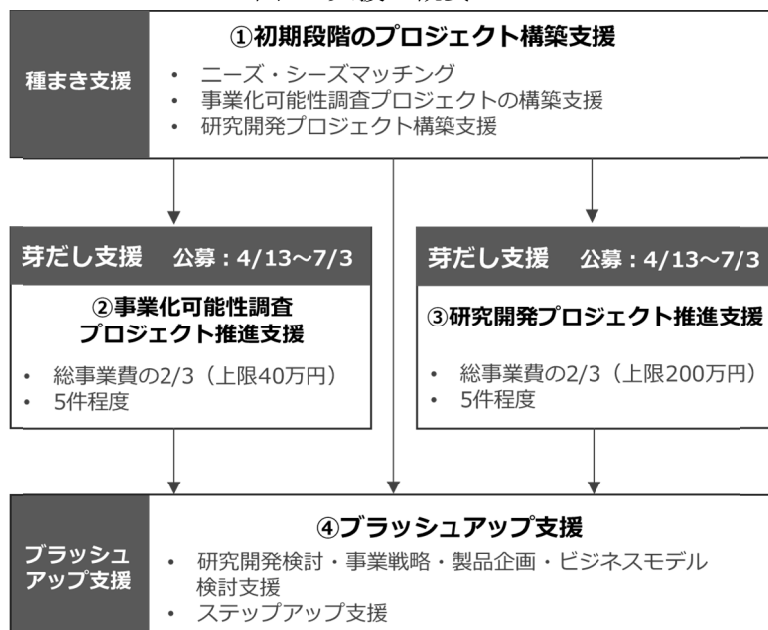 ①初期段階のプロジェクト構築支援
種まき支援
• ニーズ・シーズマッチング
• 事業化可能性調査プロジェクトの構築支援
• 研究開発プロジェクト構築支援
芽だし支援 公募：4/13～7/3
②事業化可能性調査
プロジェクト推進支援
• 総事業費の2/3（上限40万円）
• 5件程度
芽だし支援 公募：4/13～7/3
③研究開発プロジェクト推進支援
• 総事業費の2/3（上限200万円）
• 5件程度
④ブラッシュアップ支援
ブラッシュ
アップ支援
• 研究開発検討・事業戦略・製品企画・ビジネスモデル
検討支援
• ステップアップ支援